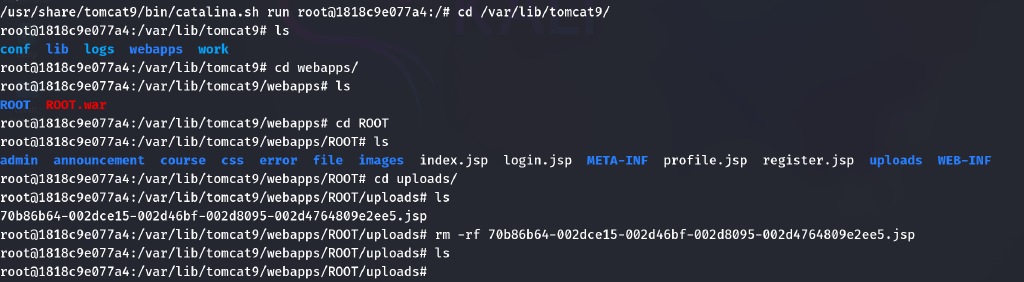 /usr/share/tomcat9/bin/catalina.sh run root@1818c9e077a4:/# cd /var/lib/tomcat9/
root@1818c9e077a4:/var/lib/tomcat9# ls
conf lib logs webapps work
root@1818c9e077a4:/var/lib/tomcat9# cd webapps/
root@1818c9e077a4:/var/lib/tomcat9/webapps# ls
ROOT ROOT.war
root@1818c9e077a4:/var/lib/tomcat9/webapps# cd ROOT
root@1818c9e077a4:/var/lib/tomcat9/webapps/ROOT# ls
admin announcement course css error file images index.jsp login.jsp META-INF profile.jsp register.jsp uploads WEB-INF
root@1818c9e077a4:/var/lib/tomcat9/webapps/ROOT# cd uploads/
root@1818c9e077a4:/var/lib/tomcat9/webapps/ROOT/uploads# ls
70b86b64-002dce15-002d46bf-002d8095-002d4764809e2ee5.jsp
root@1818c9e077a4:/var/lib/tomcat9/webapps/ROOT/uploads# rm -rf 70b86b64-002dce15-002d46bf-002d8095-002d4764809e2ee5.jsp
root@1818c9e077a4:/var/lib/tomcat9/webapps/ROOT/uploads# ls
root@1818c9e077a4:/var/lib/tomcat9/webapps/ROOT/uploads#